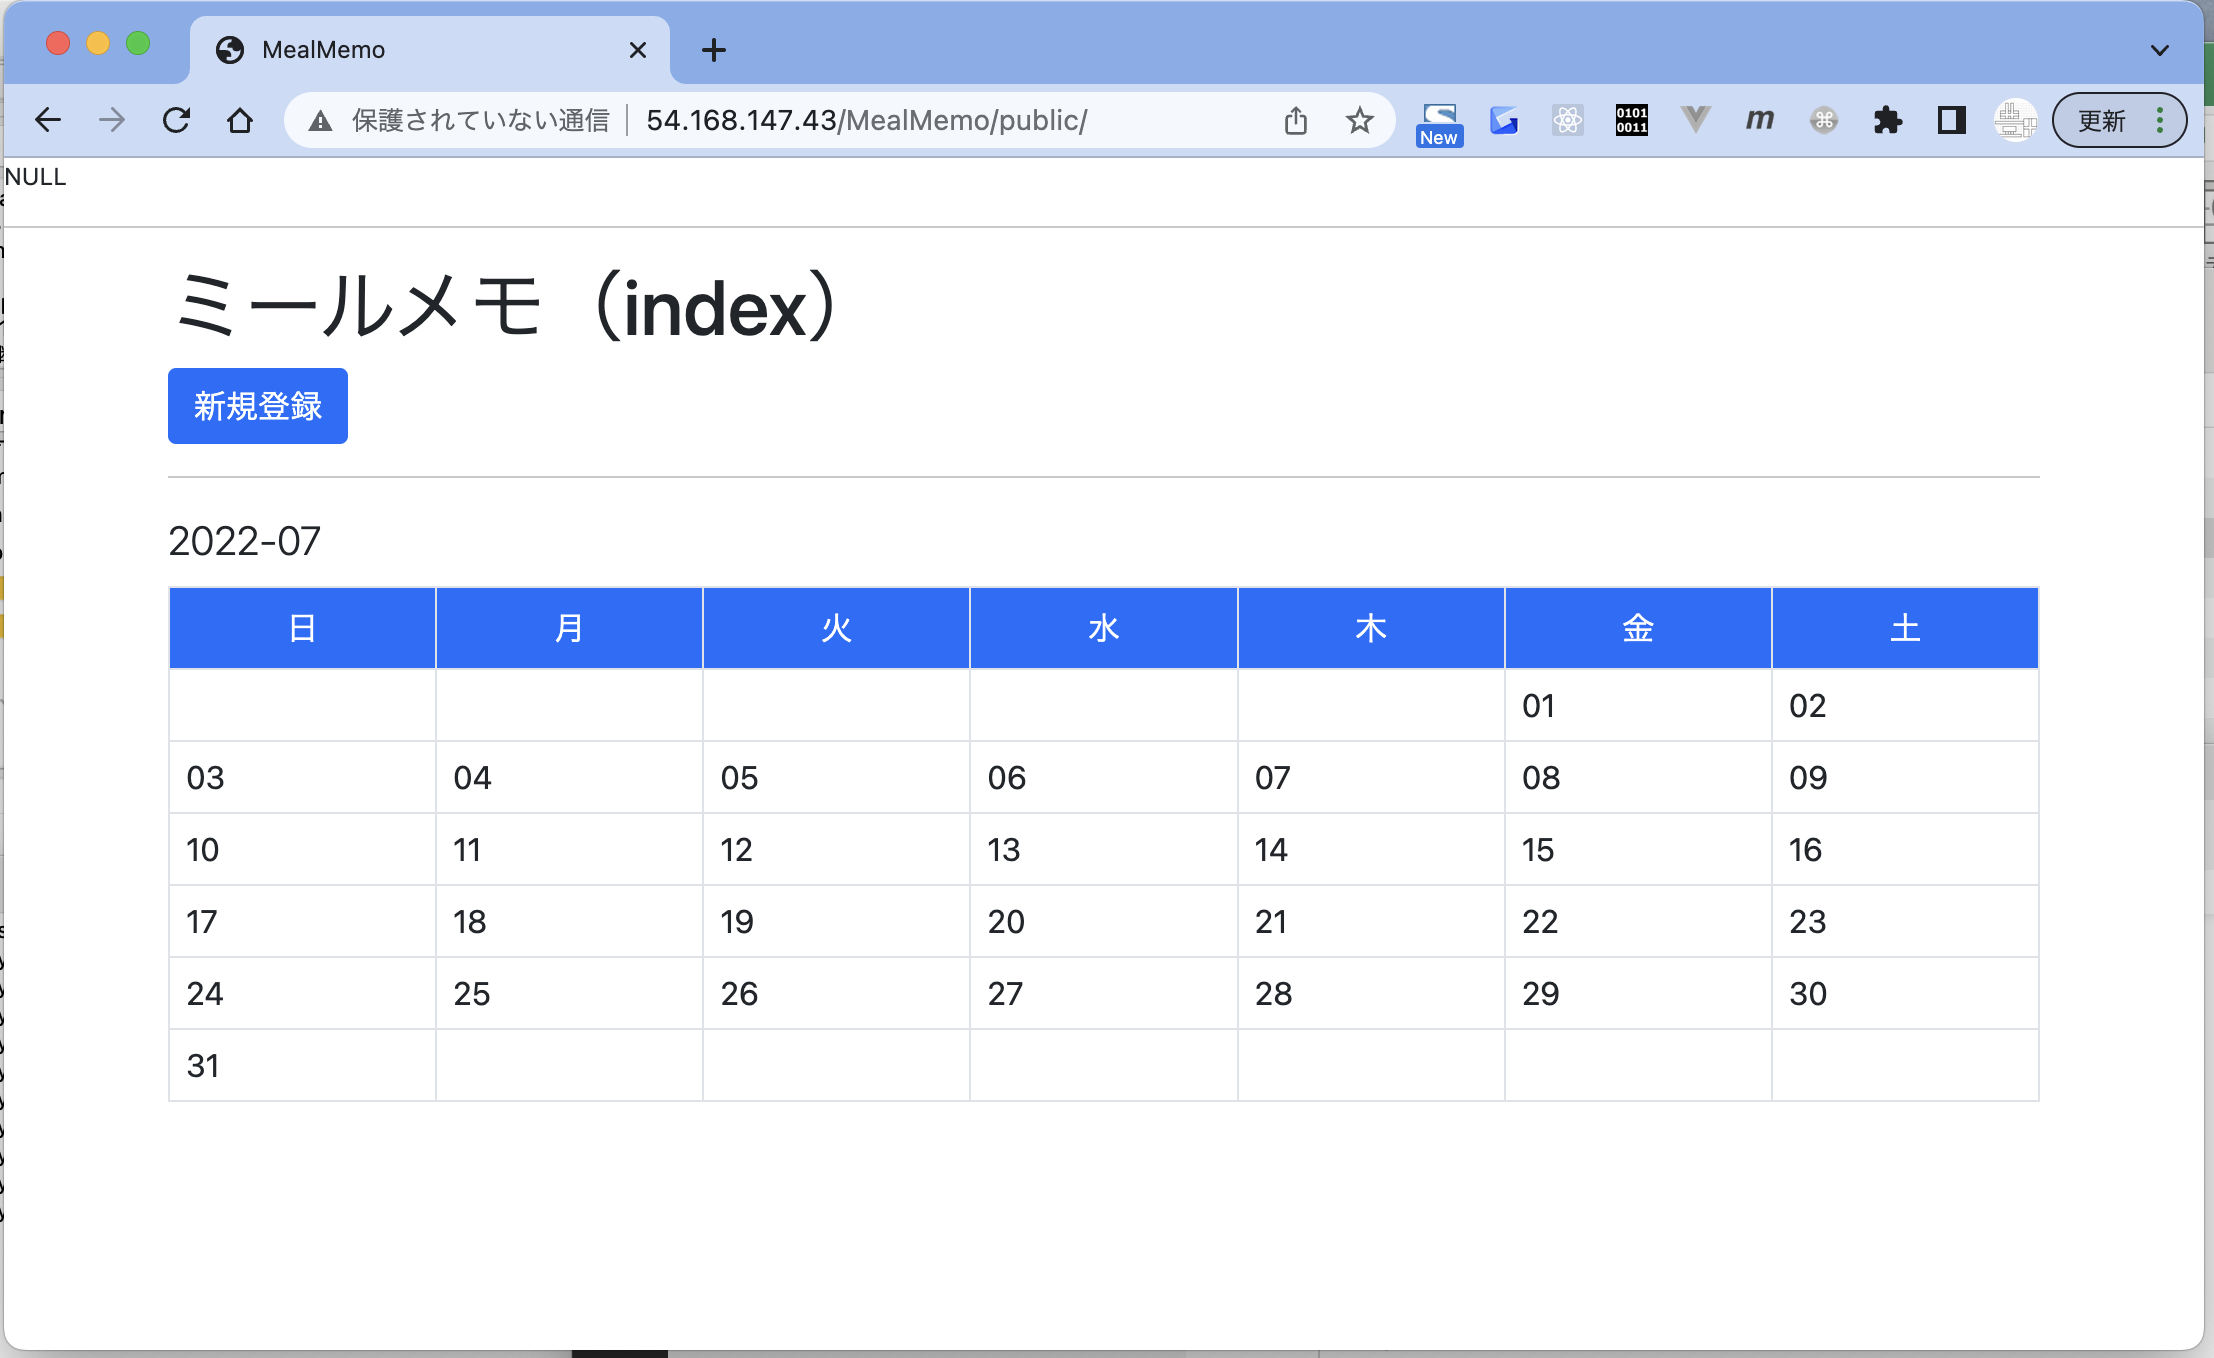 MealMemo
保護されていない通信 54.168.147.43/MealMemo/public/
New
0101
0011
m
更新
NULL
ミールメモ（index）
新規登録
2022-07
日 月 火 水 木 金 土
01 02
03 04 05 06 07 08 09
10 11 12 13 14 15 16
17 18 19 20 21 22 23
24 25 26 27 28 29 30
31